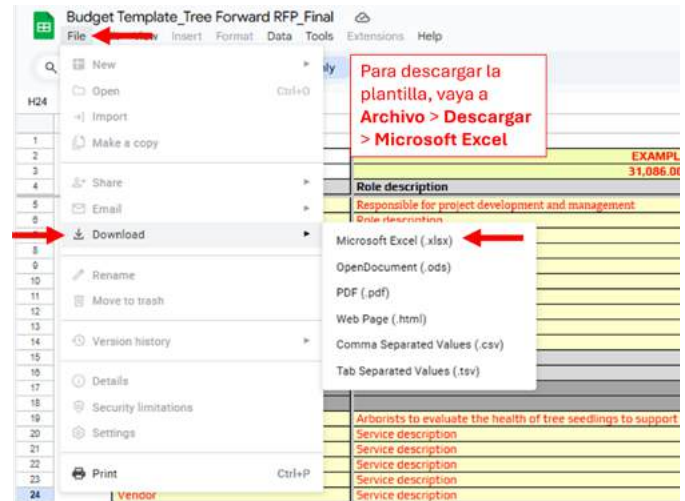 Budget Template_Tree Forward RFP_Final
File View Insert Format Data Tools Extensions Help
H24
New
Open Ctrl+O
Import
Make a copy
Share
Email
Download
Rename
Move to trash
Version history
Details
Security limitations
Settings
Print Ctrl+P
Microsoft Excel (.xlsx)
OpenDocument (.ods)
PDF (.pdf)
Web Page (.html)
Comma Separated Values (.csv)
Tab Separated Values (.tsv)
Para descargar la
plantilla, vaya a
Archivo > Descargar
> Microsoft Excel
EXAMPL
31,086.00
Role description
Responsible for project development and management
Role description
Arborists to evaluate the health of tree seedlings to support
Service description
Service description
Service description
Service description
Vendor Service description
1
2
3
4
5
6
8
9
10
11
12
13
14
15
16
17
18
19
20
21
22
23
24